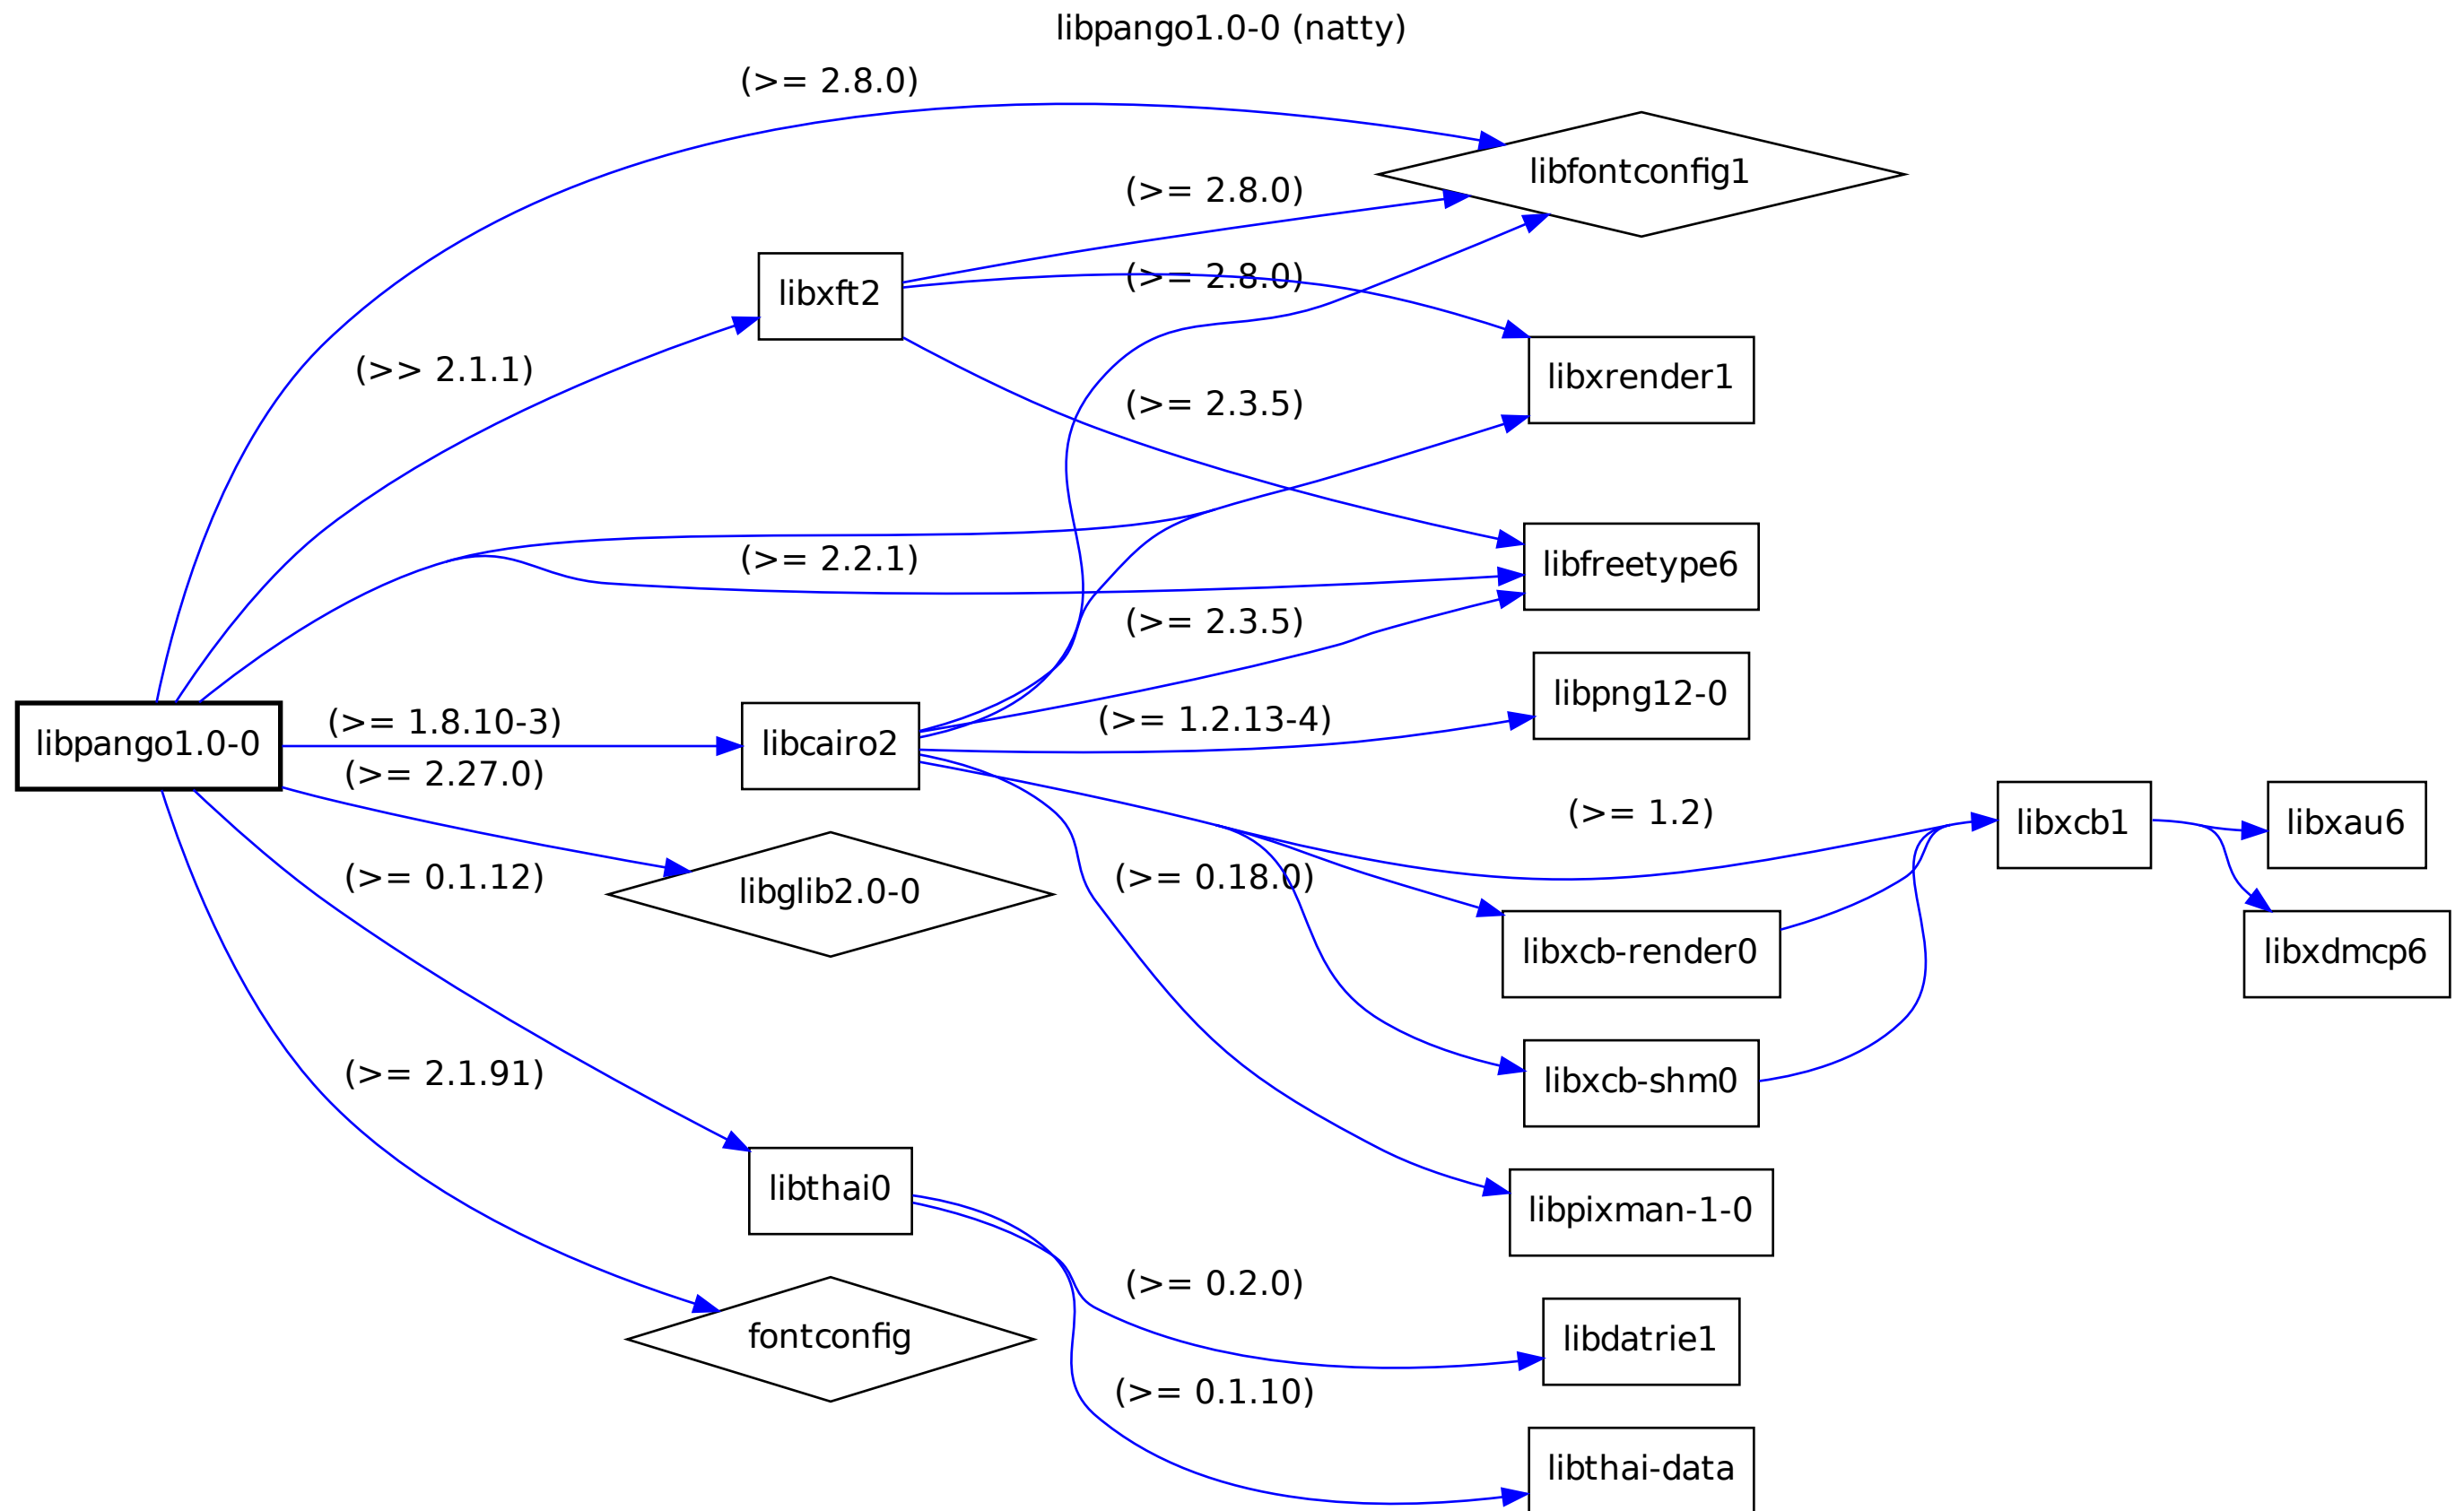 libpango1.0-0 (natty)
(>= 2.8.0)
libfontconfig1
(>= 2.8.0)
(>= 2.8.0)
libxft2
(>> 2.1.1)
libxrender1
(>= 2.3.5)
(>= 2.2.1)
libfreetype6
(>= 2.3.5)
libpng12-0
(>= 1.8.10-3)
(>= 1.2.13-4)
libpango1.0-0
libcairo2
(>= 2.27.0)
(>= 1.2)
libxcb1
libxau6
(>= 0.1.12)
libglib2.0-0
(>= 0.18.0)
libxcb-render0
libxdmcp6
(>= 2.1.91)
libxcb-shm0
libthai0
libpixman-1-0
(>= 0.2.0)
fontconfig
libdatrie1
(>= 0.1.10)
libthai-data